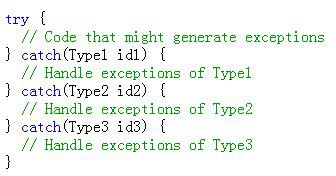 try {
  // Code that might generate exceptions
} catch(Type1 id1) {
  // Handle exceptions of Type1
} catch(Type2 id2) {
  // Handle exceptions of Type2
} catch(Type3 id3) {
  // Handle exceptions of Type3
}